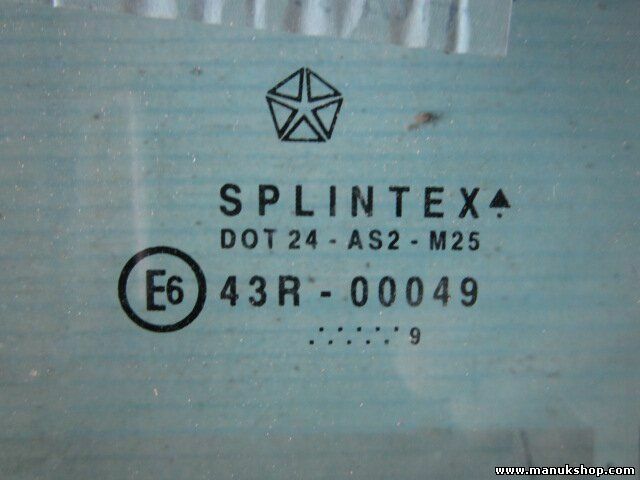 SPLINTEX
DOT 24 - AS2 - M25
E6 43R - 00049
9
www.manukshop.com